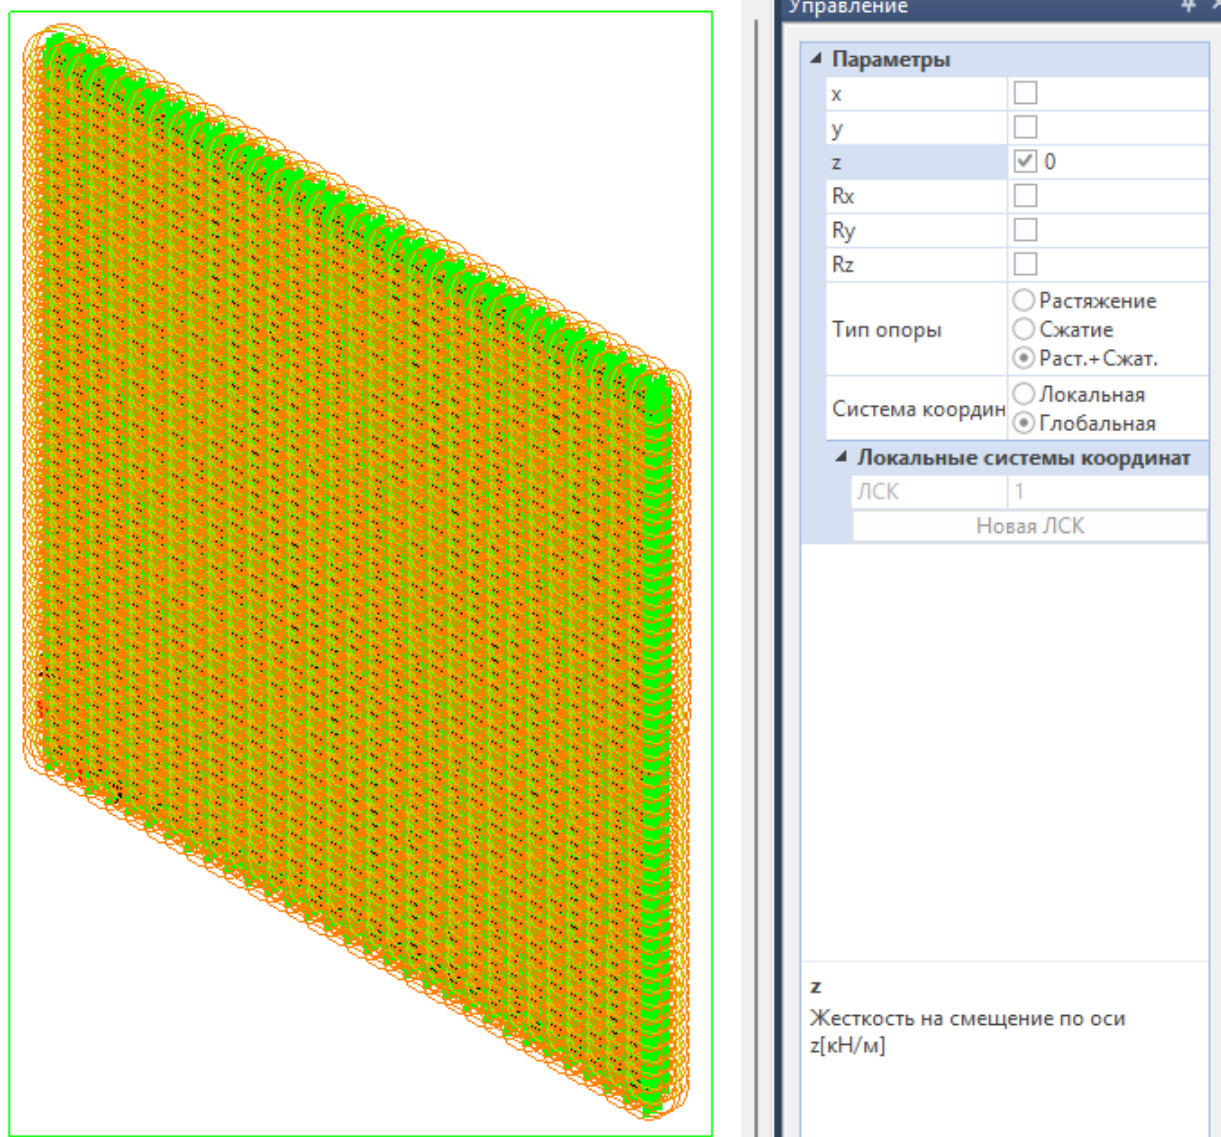 Управление
Параметры
x
y
z 0
Rx
Ry
Rz
Тип опоры
Растяжение
Сжатие
Раст.+Сжат.
Система координ
Локальная
Глобальная
Локальные системы координат
ЛСК 1
Новая ЛСК
z
Жесткость на смещение по оси
z[кН/м]